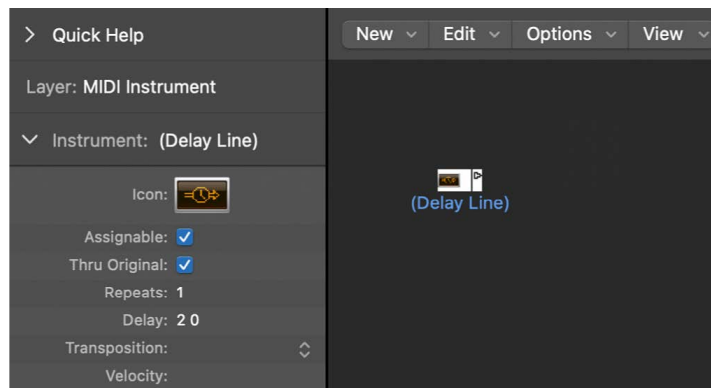 Quick Help
New Edit Options View
Layer: MIDI Instrument
Instrument: (Delay Line)
Icon:
(Delay Line)
Assignable:
Thru Original:
Repeats: 1
Delay: 2 0
Transposition:
Velocity: